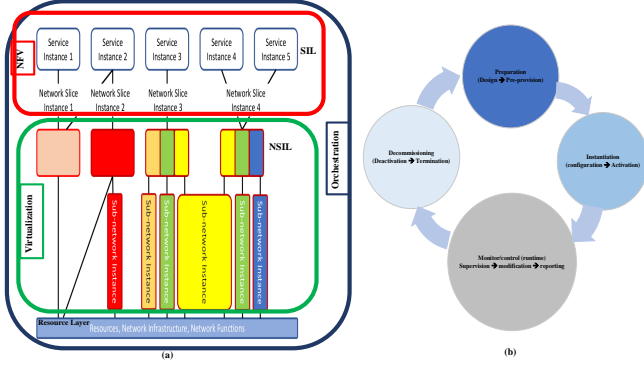 Service
Instance 1
Service
Instance 2
Service
Instance 3
Service
Instance 4
Service
Instance 5
SIL
NFV
Network Slice
Instance 1
Network Slice
Instance 2
Network Slice
Instance 3
Network Slice
Instance 4
NSIL
Virtualization
Orchestration
Sub-network Instance
Sub-network Instance
Sub-network Instance
Sub-network Instance
Sub-network Instance
Sub-network Instance
Resource Layer
Resources, Network Infrastructure, Network Functions
(a)
Preparation
(Design → Pre-provision)
Instantiation
(configuration → Activation)
Monitor/control (runtime)
Supervision → modification → reporting
Decommissioning
(Deactivation → Termination)
(b)